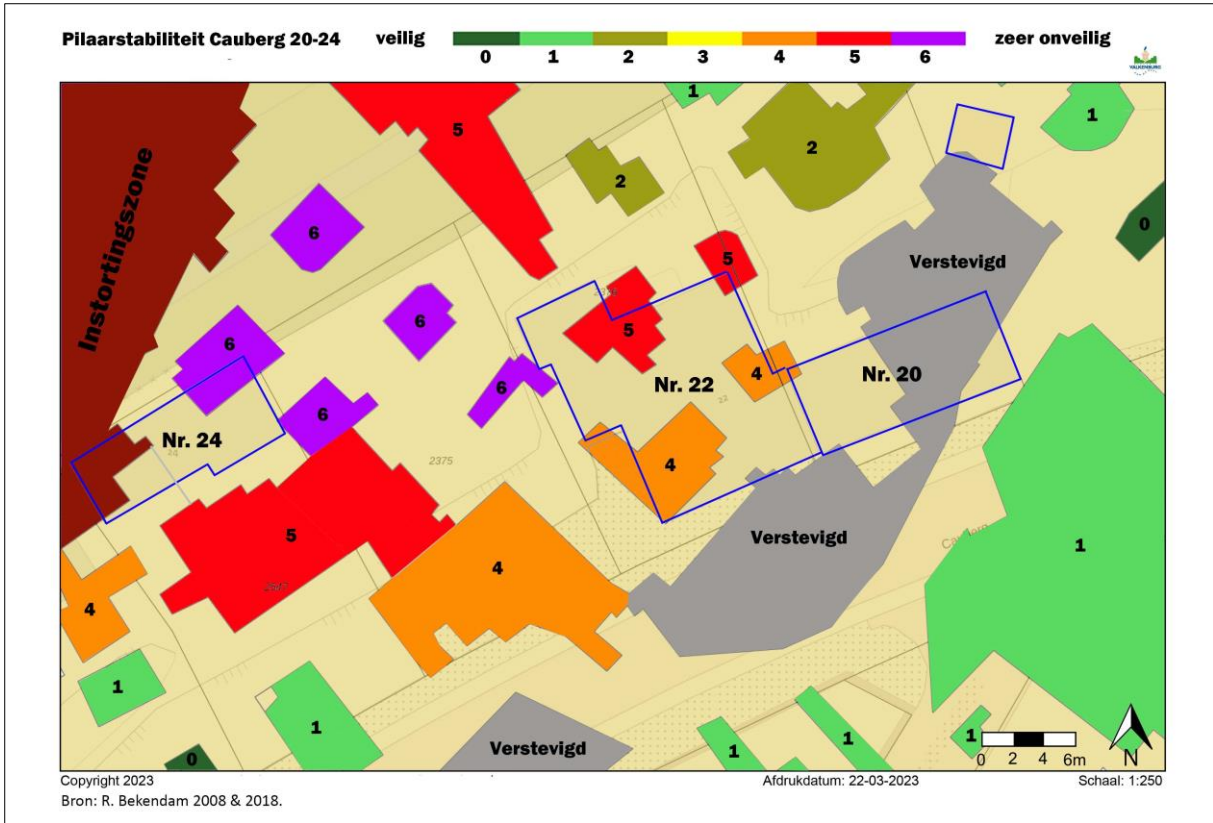 Pilaarstabiliteit Cauberg 20-24 veilig zeer onveilig
0 1 2 3 4 5 6
VALKENBURG
Instortingszone
5
1
2
2
1
0
6
6
6
6
6
5
5
Verstevigd
Nr. 24
24
Nr. 22
22
4
Nr. 20
2375
4
5
4
Verstevigd
1
4
1
1
0
Verstevigd
1
1
1
0 2 4 6m
N
Copyright 2023 Afdrukdatum: 22-03-2023 Schaal: 1:250
Bron: R. Bekendam 2008 & 2018.